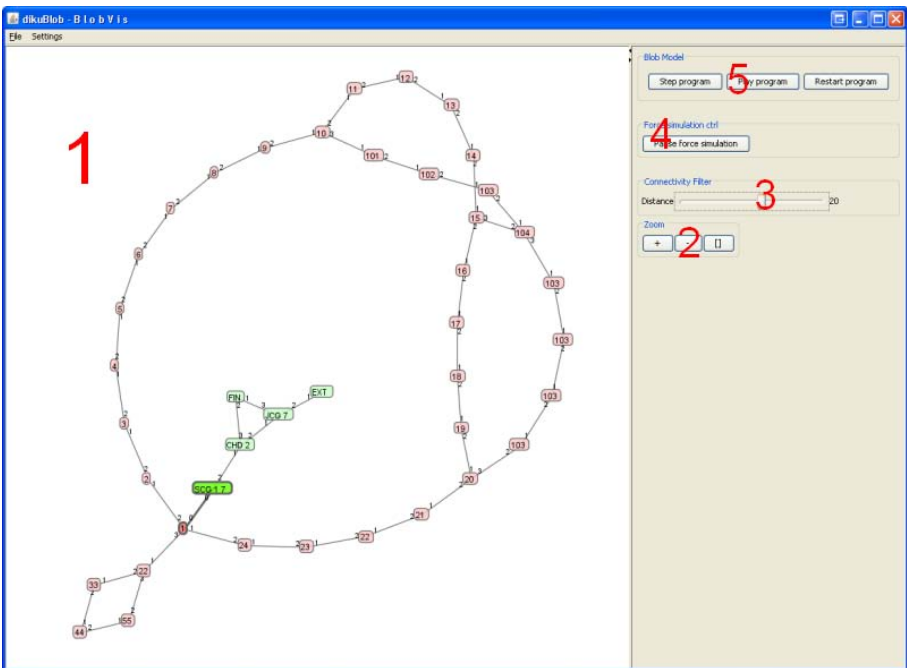 dikuBlob - B l o b V i s
File Settings
1
12
11
13
10
9
101
14
8
102
103
7
15
104
6
16
103
5
17
103
4
18
FIN
EXT
JCG 7
103
3
19
CHD 2
103
2
20
SCG 1 7
21
1
24
23
22
22
33
55
44
Blob Model
5
Step program Play program Restart program
Force simulation ctrl
4
Pause force simulation
Connectivity Filter
3
Distance 20
Zoom
2
+ - []